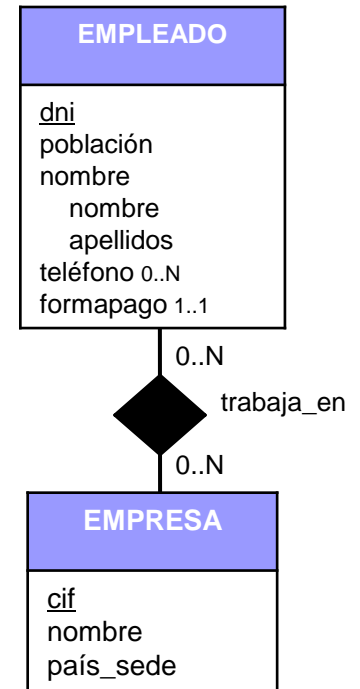 EMPLEADO
dni
población
nombre
nombre
apellidos
teléfono 0..N
formapago 1..1
0..N
trabaja_en
0..N
EMPRESA
cif
nombre
país_sede